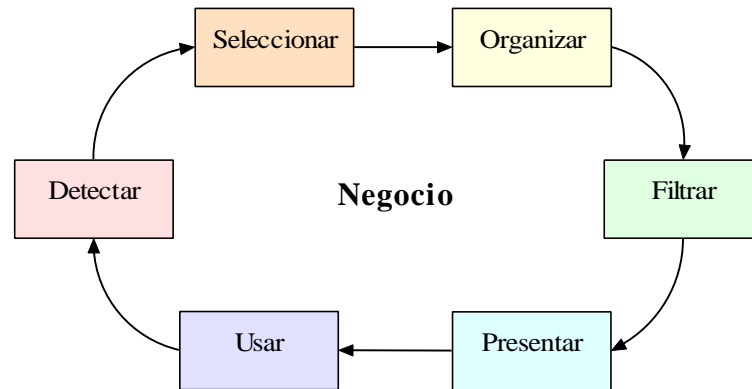 Seleccionar
Organizar
Detectar
Negocio
Filtrar
Usar
Presentar